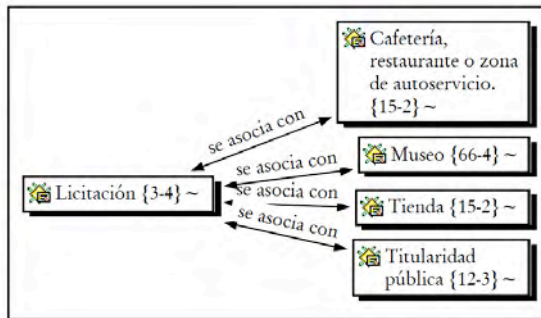 Cafetería,
restaurante o zona
de autoservicio.
{15-2} ~
se asocia con
se asocia con
Museo {66-4} ~
Licitación {3-4} ~
se asocia con
Tienda {15-2} ~
se asocia con
Titularidad
pública {12-3} ~